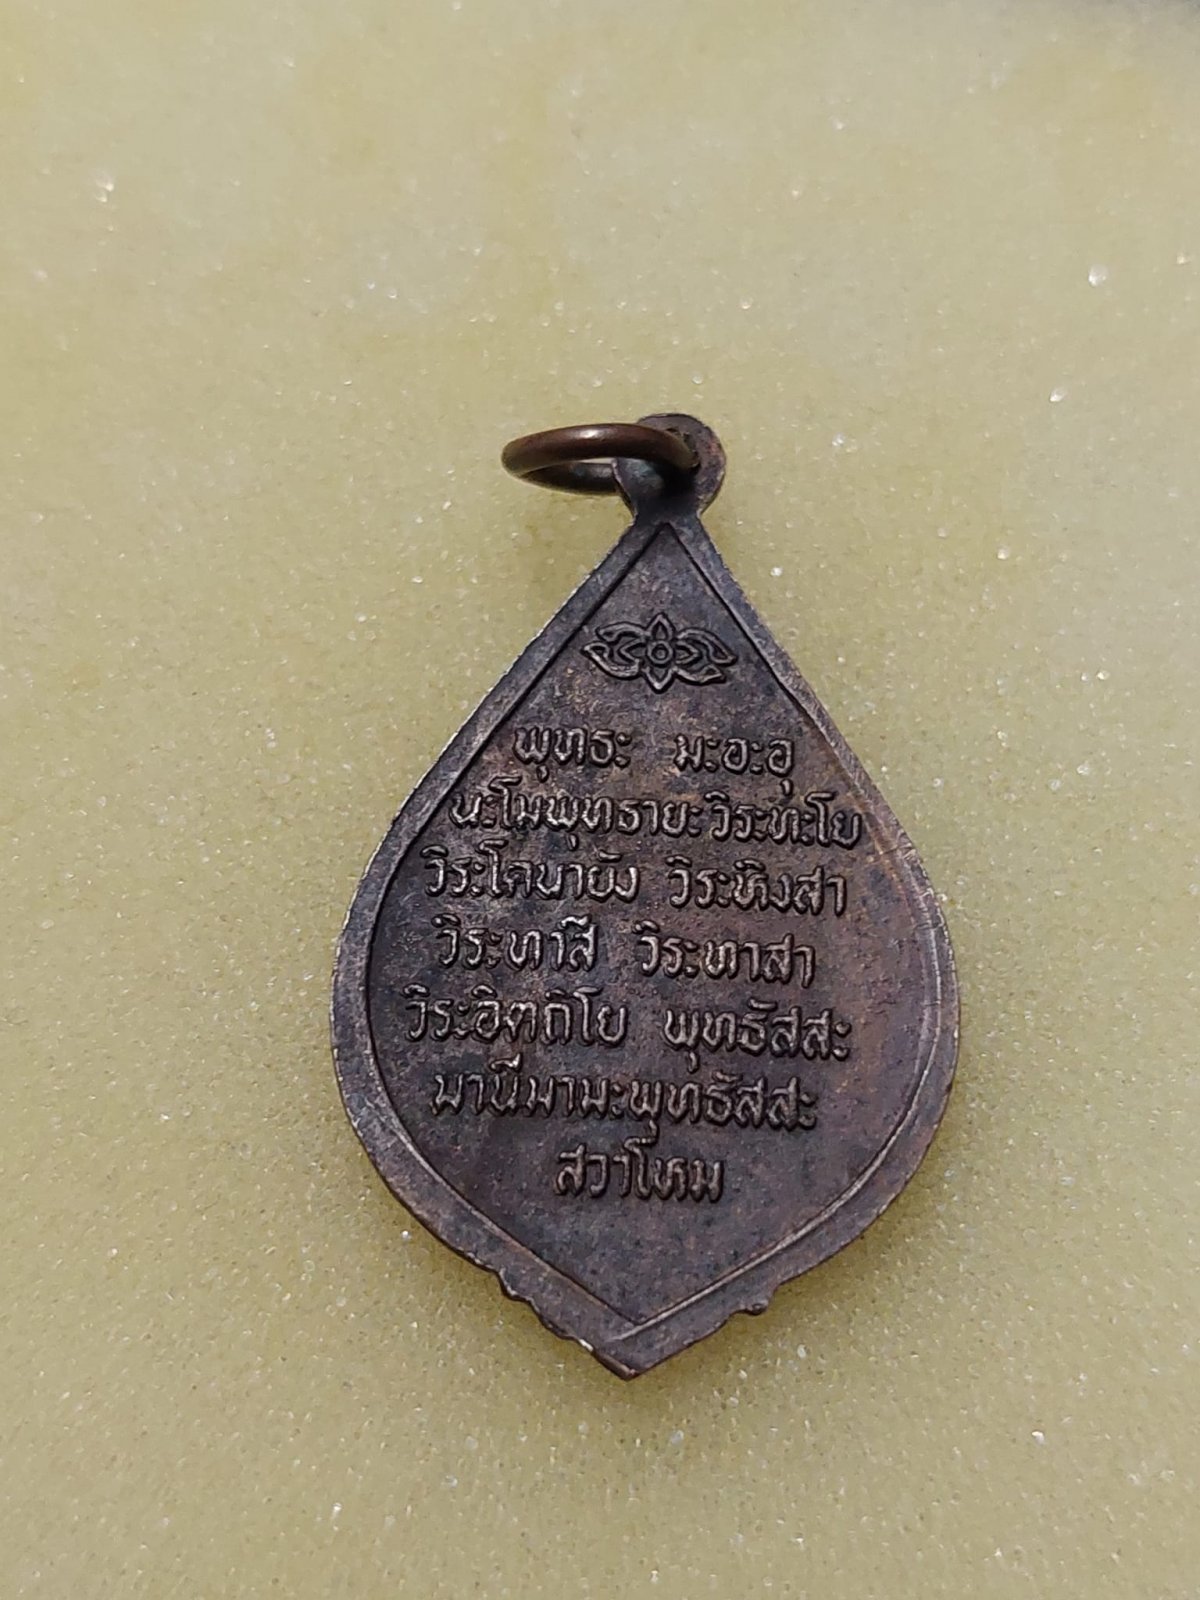 พุทธะ มะอะอุ
นะโมพุทธายะวิระทะโย
วิระโคนายัง วิระหิงสา
วิระทาสี วิระทาสา
วิระอิตถิโย พุทธัสสะ
มานีมามะพุทธัสสะ
สวาโหม